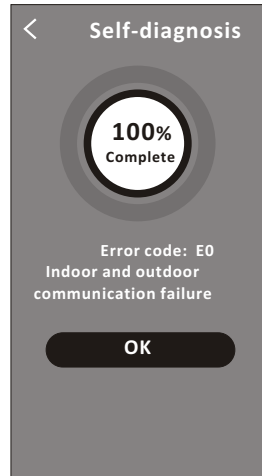 Self-diagnosis
100%
Complete
Error code: E0
Indoor and outdoor
communication failure
OK